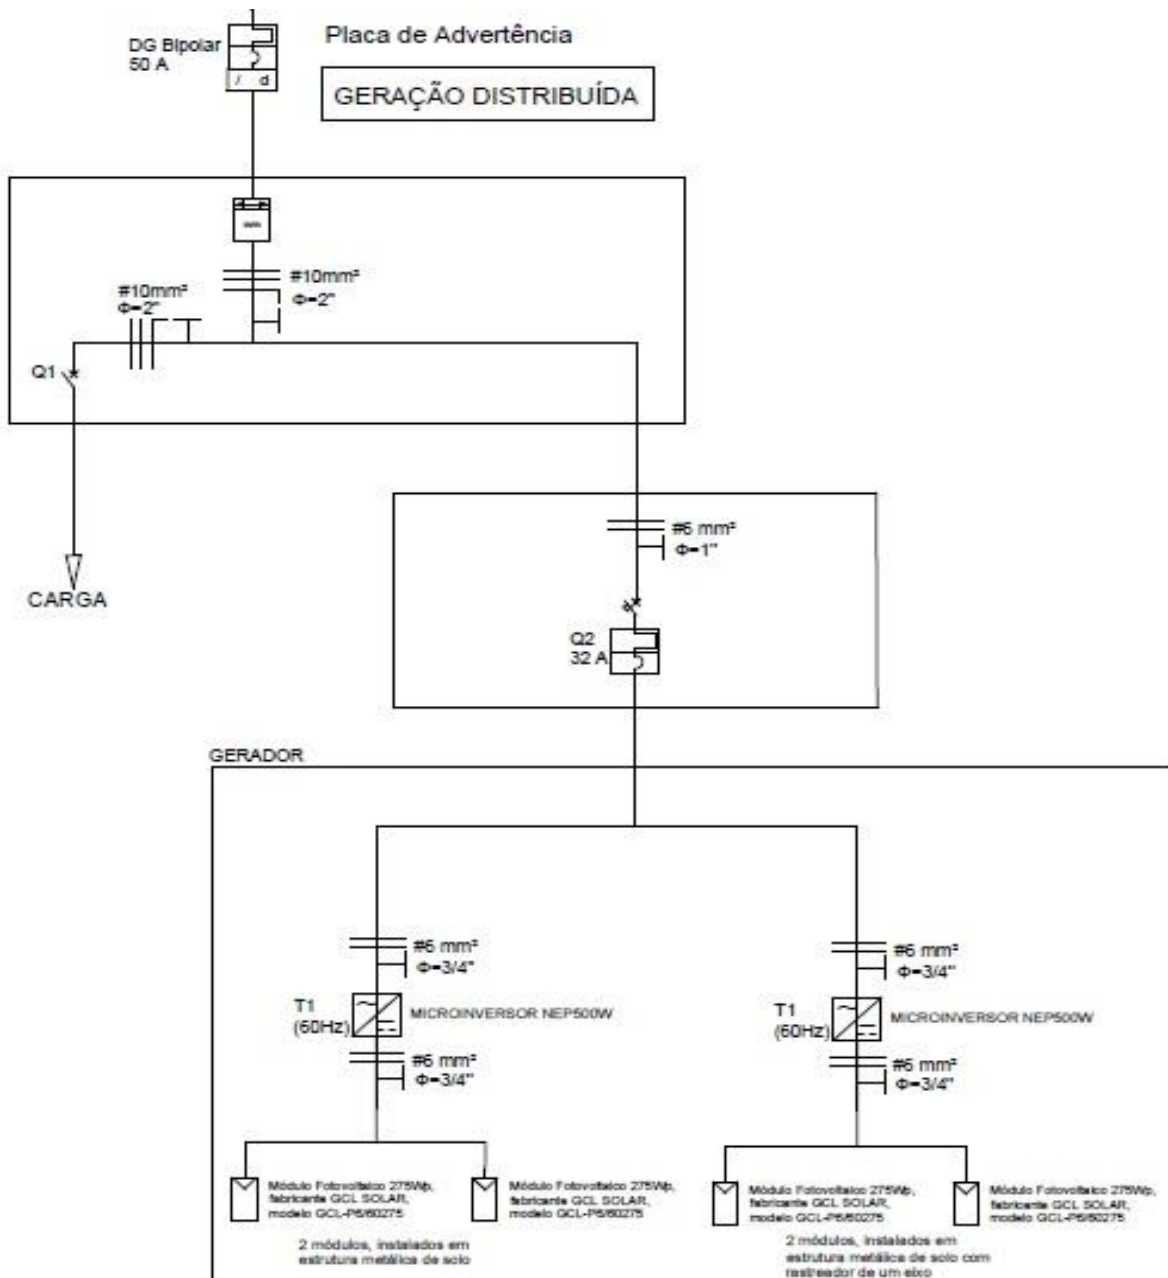 DG Bipolar
50 A
Placa de Advertência
GERAÇÃO DISTRIBUÍDA
#10mm²
Φ=2"
#10mm²
Φ=2"
Q1
CARGA
#6 mm²
Φ=1"
Q2
32 A
GERADOR
#6 mm²
Φ=3/4"
T1
(60Hz)
MICROINVERSOR NEP500W
#6 mm²
Φ=3/4"
#6 mm²
Φ=3/4"
T1
(60Hz)
MICROINVERSOR NEP500W
#6 mm²
Φ=3/4"
Módulo Fotovoltaico 275Wp,
fabricante GCL SOLAR,
modelo GCL-P6/60275
Módulo Fotovoltaico 275Wp,
fabricante GCL SOLAR,
modelo GCL-P6/60275
2 módulos, instalados em
estrutura metálica de solo
Módulo Fotovoltaico 275Wp,
fabricante GCL SOLAR,
modelo GCL-P6/60275
Módulo Fotovoltaico 275Wp,
fabricante GCL SOLAR,
modelo GCL-P6/60275
2 módulos, instalados em
estrutura metálica de solo com
rastreador de um eixo